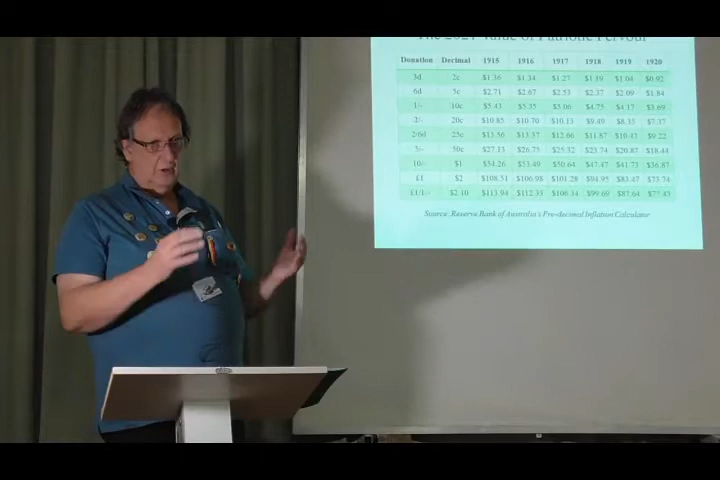 The 2021 Value of Patriotic Fervour
Donation Decimal 1915 1916 1917 1918 1919 1920
3d 2c $1.36 $1.34 $1.27 $1.19 $1.04 $0.92
6d 5c $2.71 $2.67 $2.53 $2.37 $2.09 $1.84
1/- 10c $5.43 $5.35 $5.06 $4.75 $4.17 $3.69
2/- 20c $10.85 $10.70 $10.13 $9.49 $8.35 $7.37
2/6d 25c $13.56 $13.37 $12.66 $11.87 $10.43 $9.22
5/- 50c $27.13 $26.75 $25.32 $23.74 $20.87 $18.44
10/- $1 $54.26 $53.49 $50.64 $47.47 $41.73 $36.87
£1 $2 $108.51 $106.98 $101.28 $94.95 $83.47 $73.74
£1/1/- $2.10 $113.94 $112.33 $106.34 $99.69 $87.64 $77.43
Source: Reserve Bank of Australia's Pre-decimal Inflation Calculator